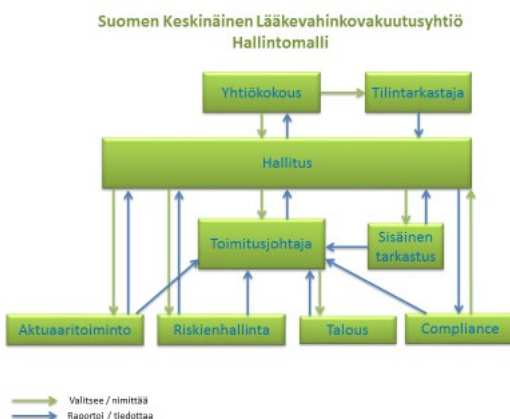 Suomen Keskinäinen Lääkevahinkovakuutusyhtiö
Hallintomalli
Yhtiökokous
Tilintarkastaja
Hallitus
Toimitusjohtaja
Sisäinen
tarkastus
Aktuaaritoiminto
Riskienhallinta
Talous
Compliance
Valitsee / nimittää
Raportoi / tiedottaa